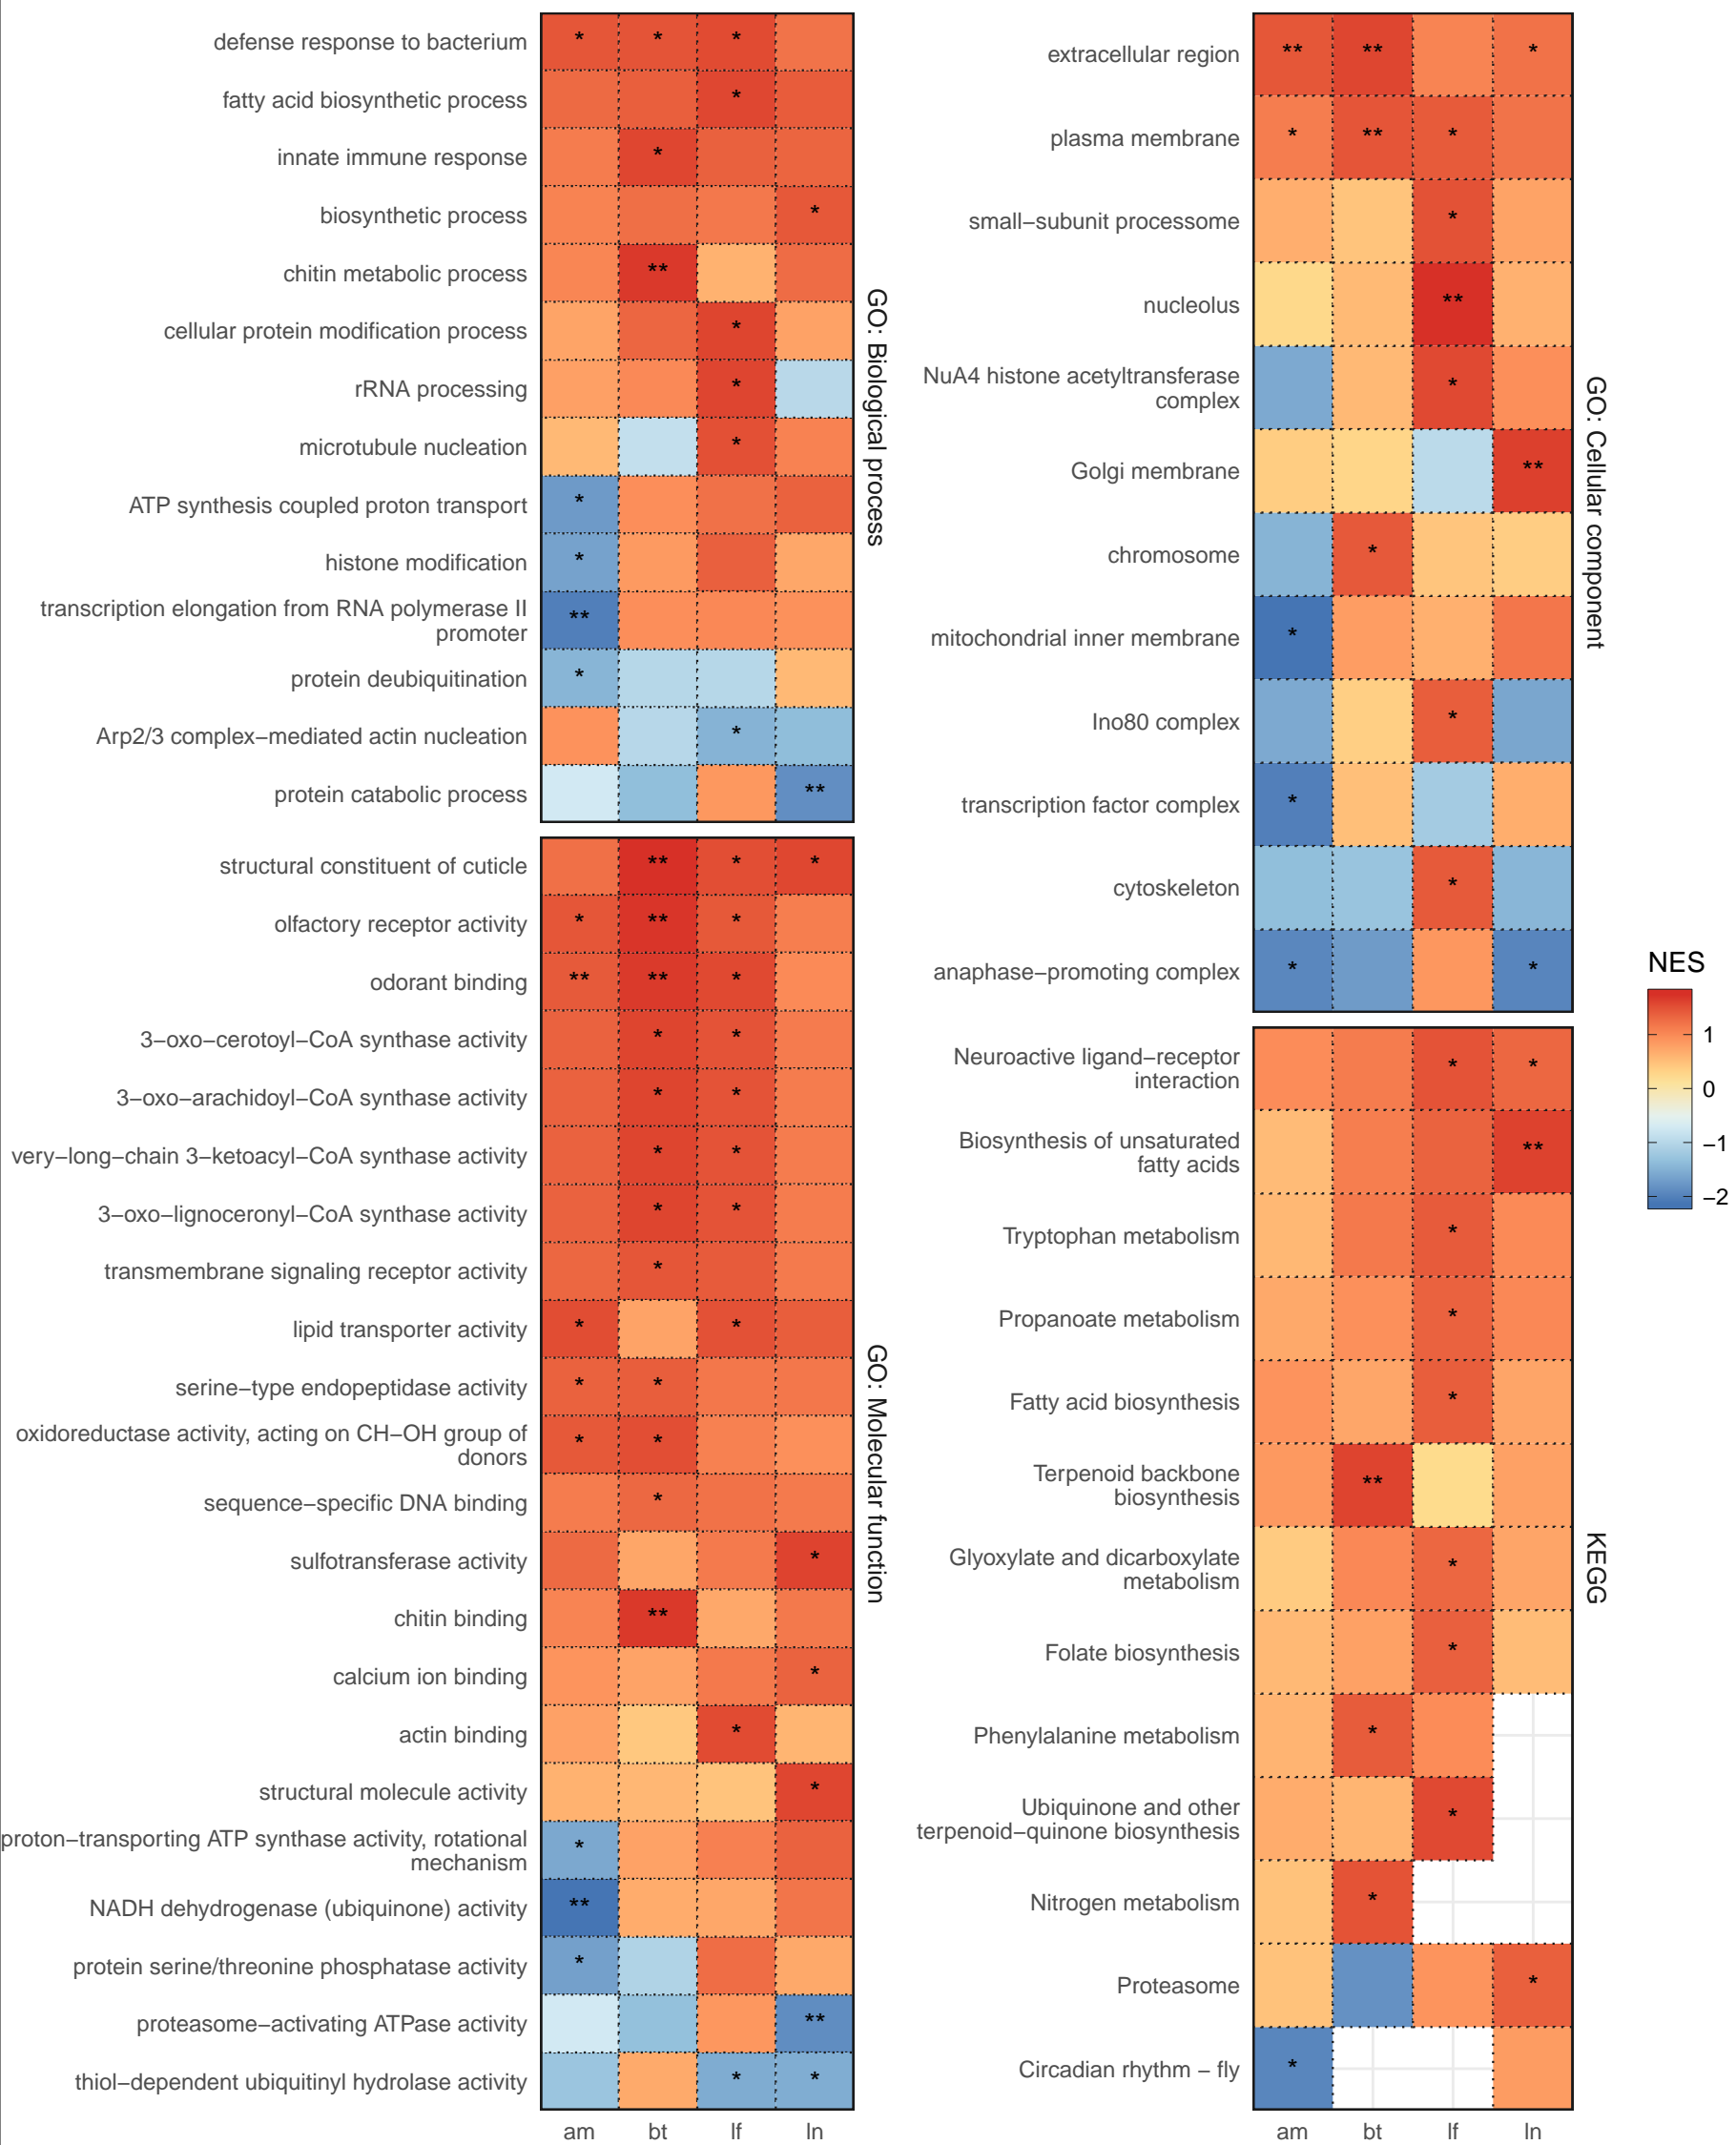 defense response to bacterium * * *
fatty acid biosynthetic process *
innate immune response *
biosynthetic process *
chitin metabolic process **
cellular protein modification process *
rRNA processing *
microtubule nucleation *
ATP synthesis coupled proton transport *
histone modification *
transcription elongation from RNA polymerase II
promoter **
protein deubiquitination *
Arp2/3 complex−mediated actin nucleation *
protein catabolic process **
GO: Biological process
structural constituent of cuticle ** * *
olfactory receptor activity * ** *
odorant binding ** ** *
3−oxo−cerotoyl−CoA synthase activity * *
3−oxo−arachidoyl−CoA synthase activity * *
very−long−chain 3−ketoacyl−CoA synthase activity * *
3−oxo−lignoceronyl−CoA synthase activity * *
transmembrane signaling receptor activity *
lipid transporter activity * *
serine−type endopeptidase activity * *
oxidoreductase activity, acting on CH−OH group of
donors * *
sequence−specific DNA binding *
sulfotransferase activity *
chitin binding **
calcium ion binding *
actin binding *
structural molecule activity *
proton−transporting ATP synthase activity, rotational
mechanism *
NADH dehydrogenase (ubiquinone) activity **
protein serine/threonine phosphatase activity *
proteasome−activating ATPase activity **
thiol−dependent ubiquitinyl hydrolase activity * *
GO: Molecular function
am bt lf ln
extracellular region ** ** *
plasma membrane * ** *
small−subunit processome *
nucleolus **
NuA4 histone acetyltransferase
complex *
Golgi membrane **
chromosome *
mitochondrial inner membrane *
Ino80 complex *
transcription factor complex *
cytoskeleton *
anaphase−promoting complex * *
GO: Cellular component
Neuroactive ligand−receptor
interaction * *
Biosynthesis of unsaturated
fatty acids **
Tryptophan metabolism *
Propanoate metabolism *
Fatty acid biosynthesis *
Terpenoid backbone
biosynthesis **
Glyoxylate and dicarboxylate
metabolism *
Folate biosynthesis *
Phenylalanine metabolism *
Ubiquinone and other
terpenoid−quinone biosynthesis *
Nitrogen metabolism *
Proteasome *
Circadian rhythm − fly *
KEGG
am bt lf ln
NES
1
0
−1
−2